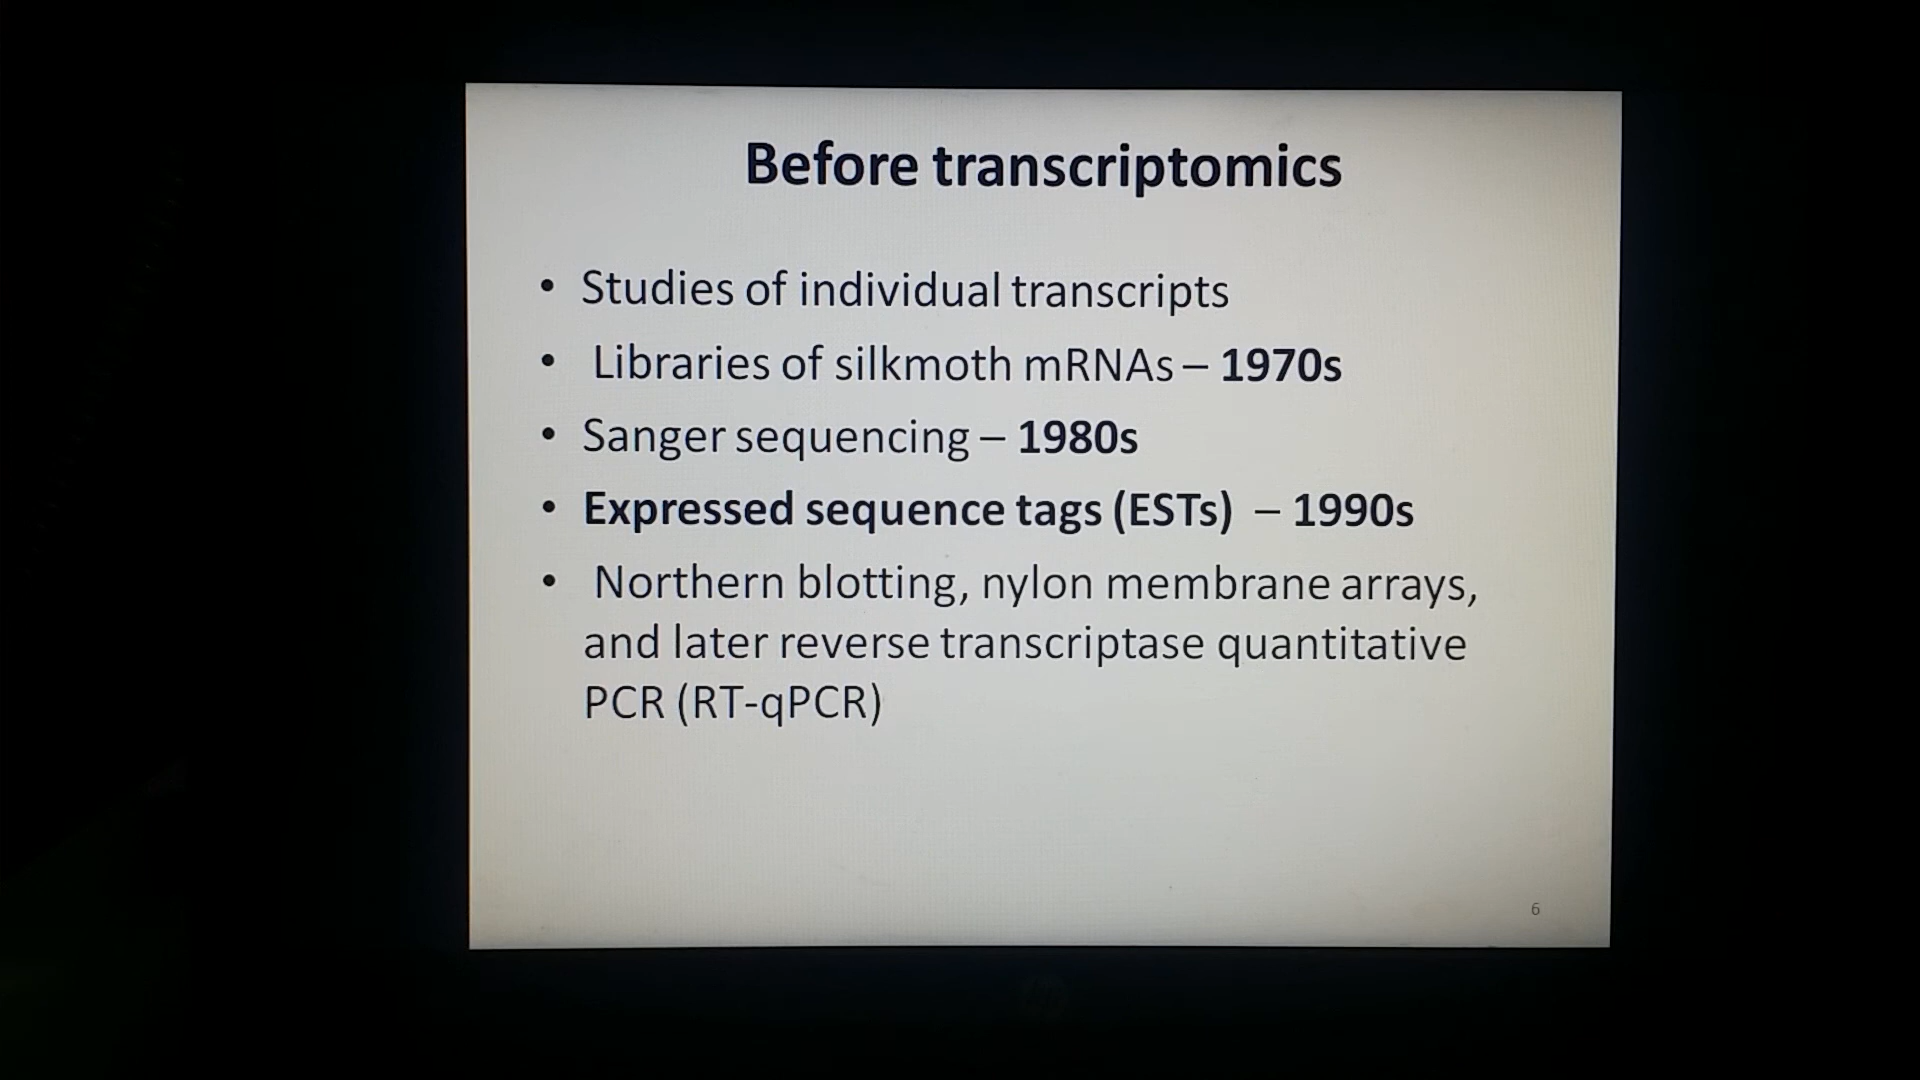 Before transcriptomics
• Studies of individual transcripts
• Libraries of silkmoth mRNAs – 1970s
• Sanger sequencing – 1980s
• Expressed sequence tags (ESTs) – 1990s
• Northern blotting, nylon membrane arrays,
and later reverse transcriptase quantitative
PCR (RT-qPCR)
6